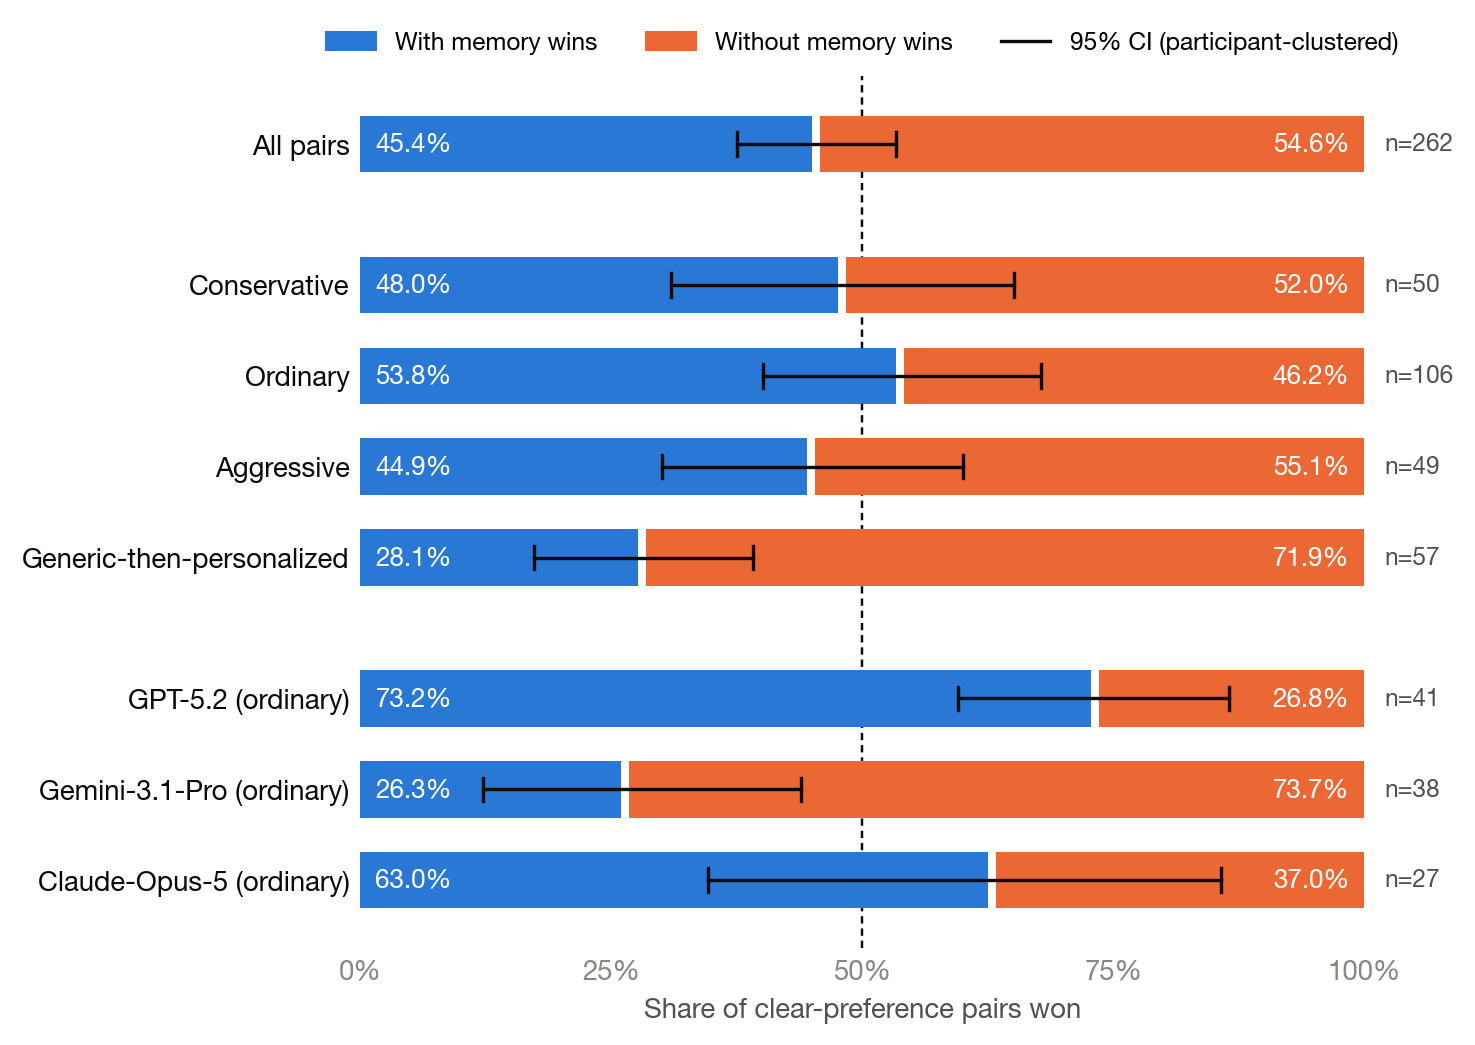 With memory wins Without memory wins 95% CI (participant-clustered)
All pairs 45.4% 54.6% n=262
Conservative 48.0% 52.0% n=50
Ordinary 53.8% 46.2% n=106
Aggressive 44.9% 55.1% n=49
Generic-then-personalized 28.1% 71.9% n=57
GPT-5.2 (ordinary) 73.2% 26.8% n=41
Gemini-3.1-Pro (ordinary) 26.3% 73.7% n=38
Claude-Opus-5 (ordinary) 63.0% 37.0% n=27
0% 25% 50% 75% 100%
Share of clear-preference pairs won